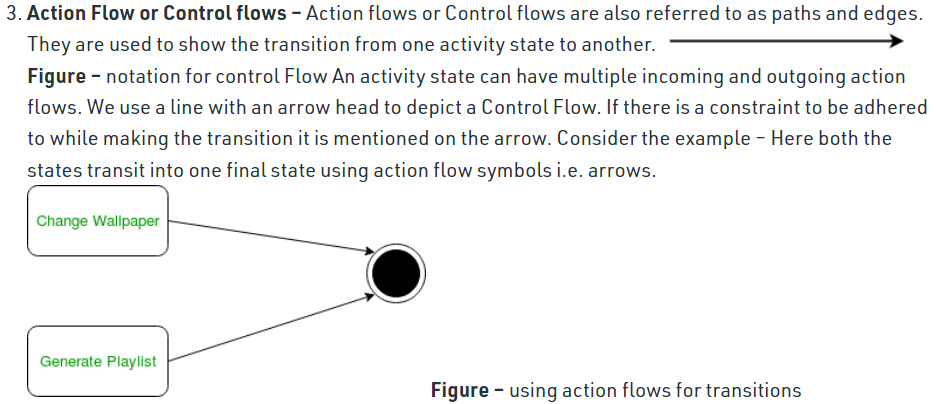 3. Action Flow or Control flows – Action flows or Control flows are also referred to as paths and edges.
They are used to show the transition from one activity state to another.
Figure – notation for control Flow An activity state can have multiple incoming and outgoing action
flows. We use a line with an arrow head to depict a Control Flow. If there is a constraint to be adhered
to while making the transition it is mentioned on the arrow. Consider the example – Here both the
states transit into one final state using action flow symbols i.e. arrows.
Change Wallpaper
Generate Playlist
Figure – using action flows for transitions